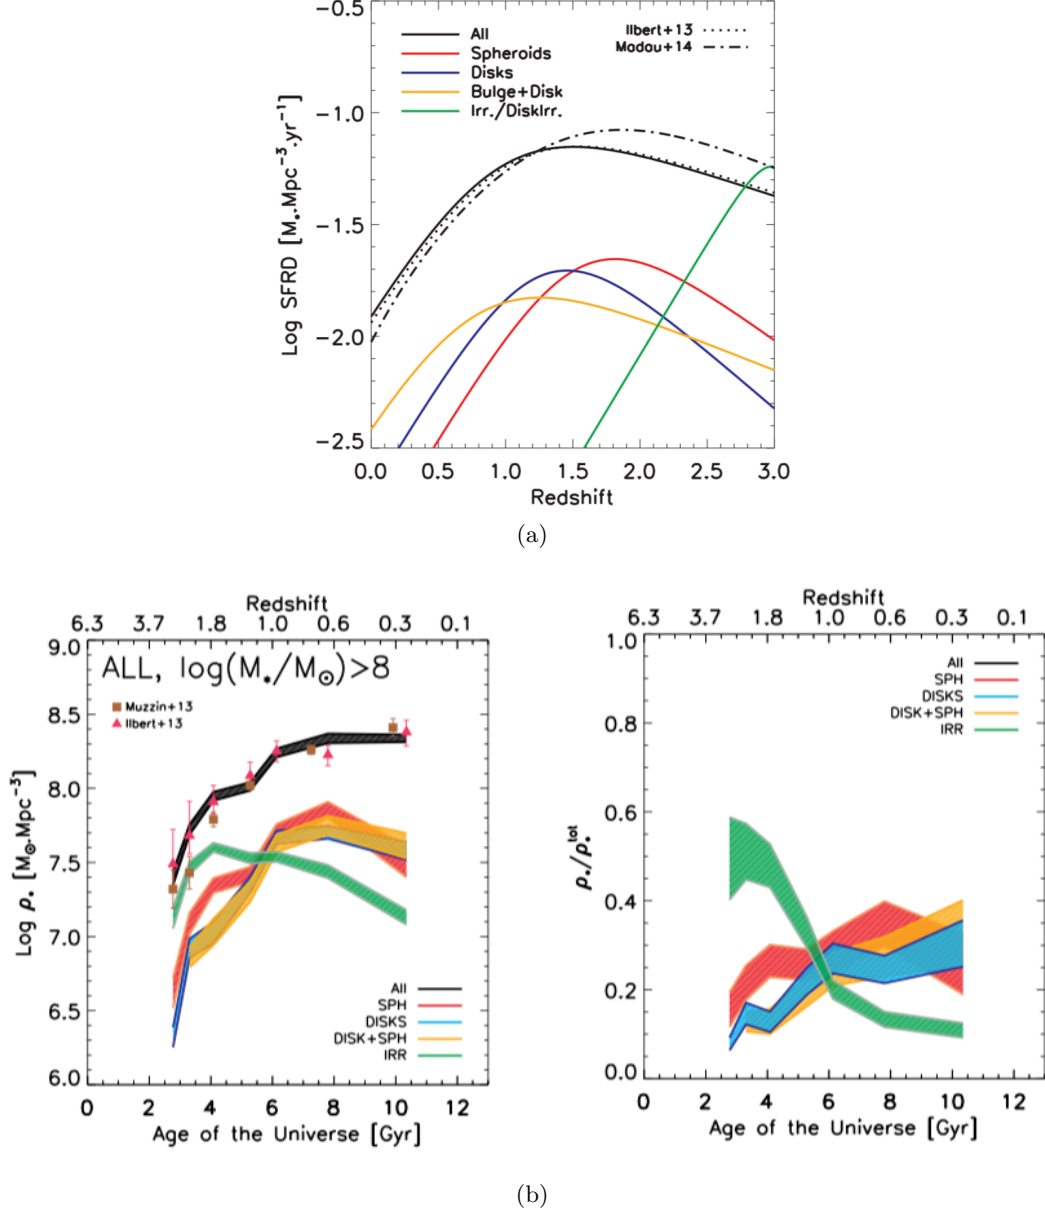 −0.5
All
Spheroids
Disks
Bulge+Disk
Irr./DiskIrr.
Ilbert+13
Madau+14
−1.0
−1.5
−2.0
−2.5
Log SFRD [M*.Mpc−3.yr−1]
0.0 0.5 1.0 1.5 2.0 2.5 3.0
Redshift
(a)
Redshift
6.3 3.7 1.8 1.0 0.6 0.3 0.1
9.0
ALL, log(M*/M⊙)>8
Muzzin+13
Ilbert+13
8.5
8.0
7.5
7.0
6.5
6.0
Log ρ* [M⊙.Mpc−3]
All
SPH
DISKS
DISK+SPH
IRR
0 2 4 6 8 10 12
Age of the Universe [Gyr]
Redshift
6.3 3.7 1.8 1.0 0.6 0.3 0.1
1.0
0.8
0.6
0.4
0.2
0.0
ρ*/ρ*tot
All
SPH
DISKS
DISK+SPH
IRR
0 2 4 6 8 10 12
Age of the Universe [Gyr]
(b)